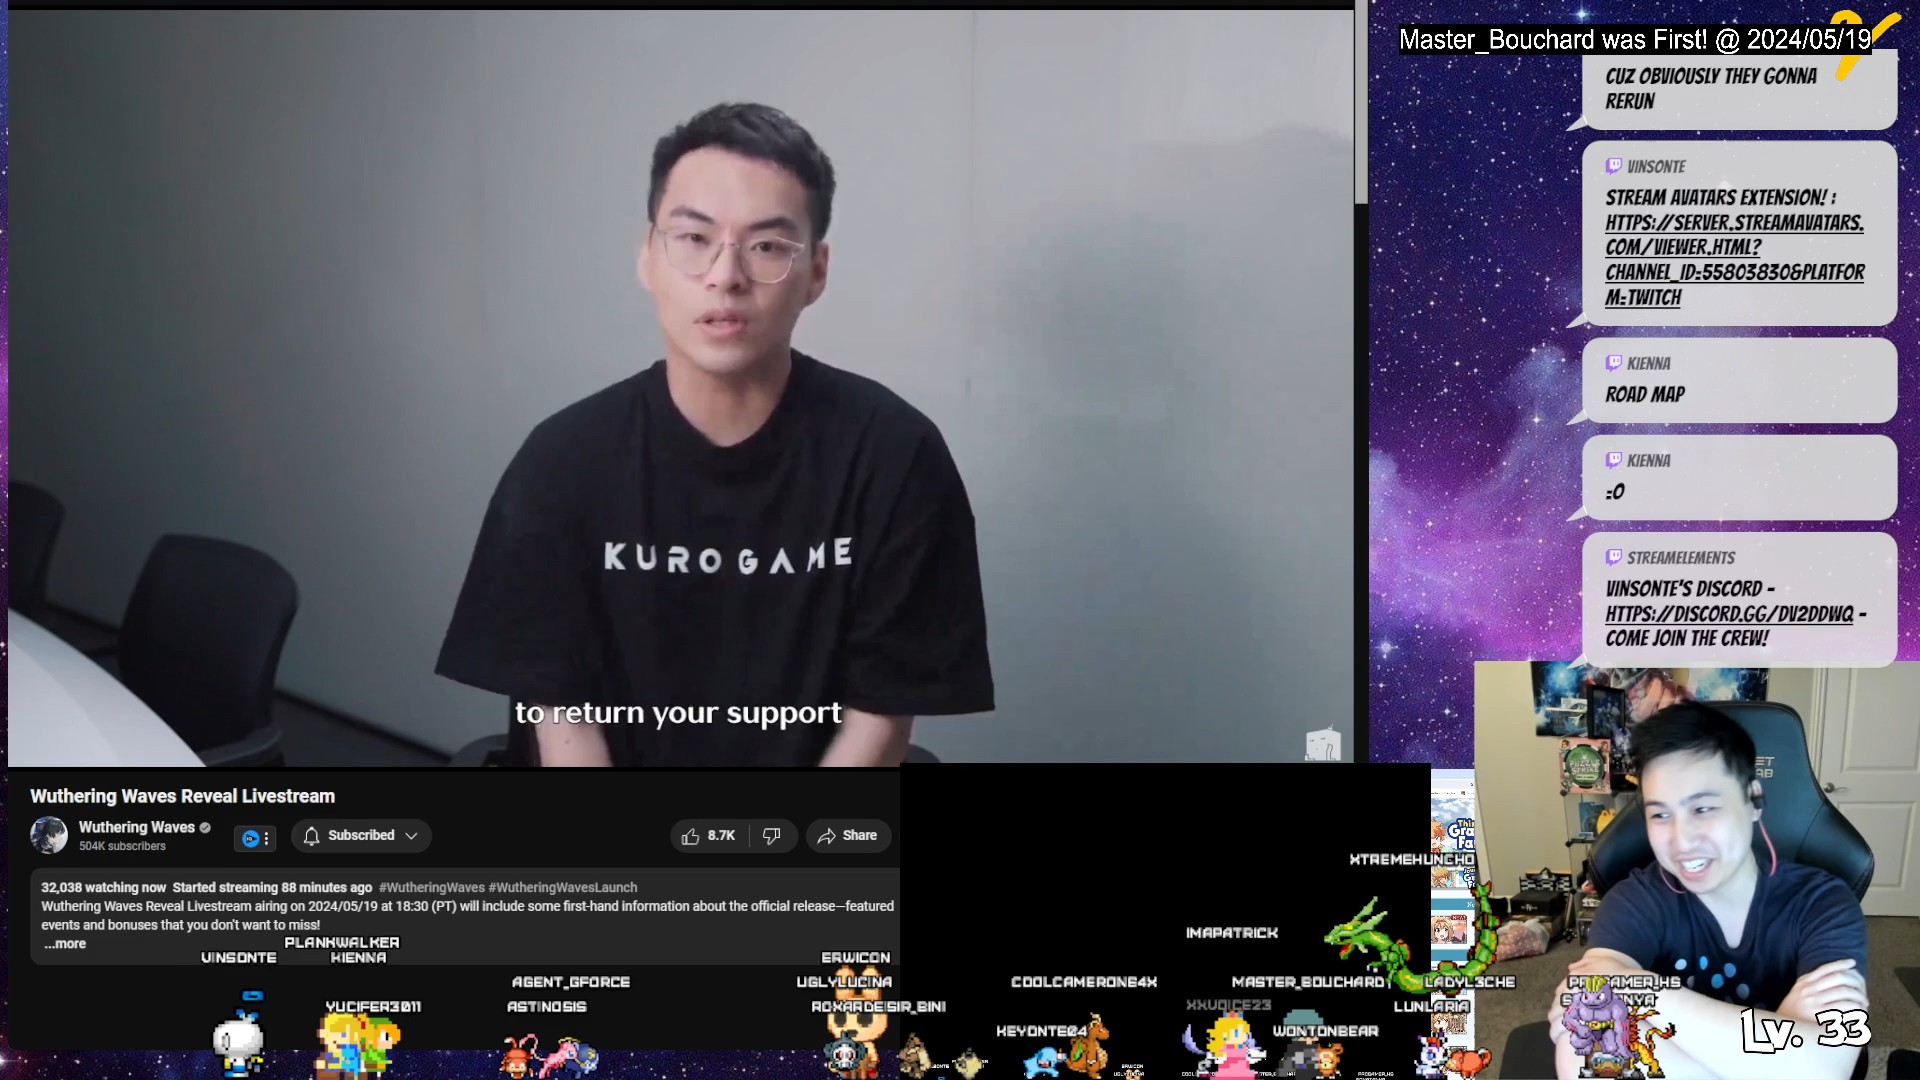 Master_Bouchard was First! @ 2024/05/19
CUZ OBVIOUSLY THEY GONNA
RERUN
VINSONTE
STREAM AVATARS EXTENSION! :
HTTPS://SERVER.STREAMAVATARS.
COM/VIEWER.HTML?
CHANNEL_ID=55803830&PLATFOR
M=TWITCH
KIENNA
ROAD MAP
KIENNA
=O
STREAMELEMENTS
VINSONTE'S DISCORD -
HTTPS://DISCORD.GG/DV2DDWQ -
COME JOIN THE CREW!
KURO GAME
to return your support
Wuthering Waves Reveal Livestream
Wuthering Waves
504K subscribers
Subscribed
8.7K
Share
32,038 watching now Started streaming 88 minutes ago #WutheringWaves #WutheringWavesLaunch
Wuthering Waves Reveal Livestream airing on 2024/05/19 at 18:30 (PT) will include some first-hand information about the official release—featured
events and bonuses that you don't want to miss!
...more
PLANKWALKER
VINSONTE
KIENNA
ERWICON
XTREMEHUNCHO
IMAPATRICK
AGENT_GFORCE
UGLYLUCINA
COOLCAMERON64X
MASTER_BOUCHARD
LADYL3CHE
YUCIFER3011
ASTINOSIS
SIR_BINI
XXVOICE23
LUNLARIA
KEYONTE04
WONTONBEAR
Lv. 33